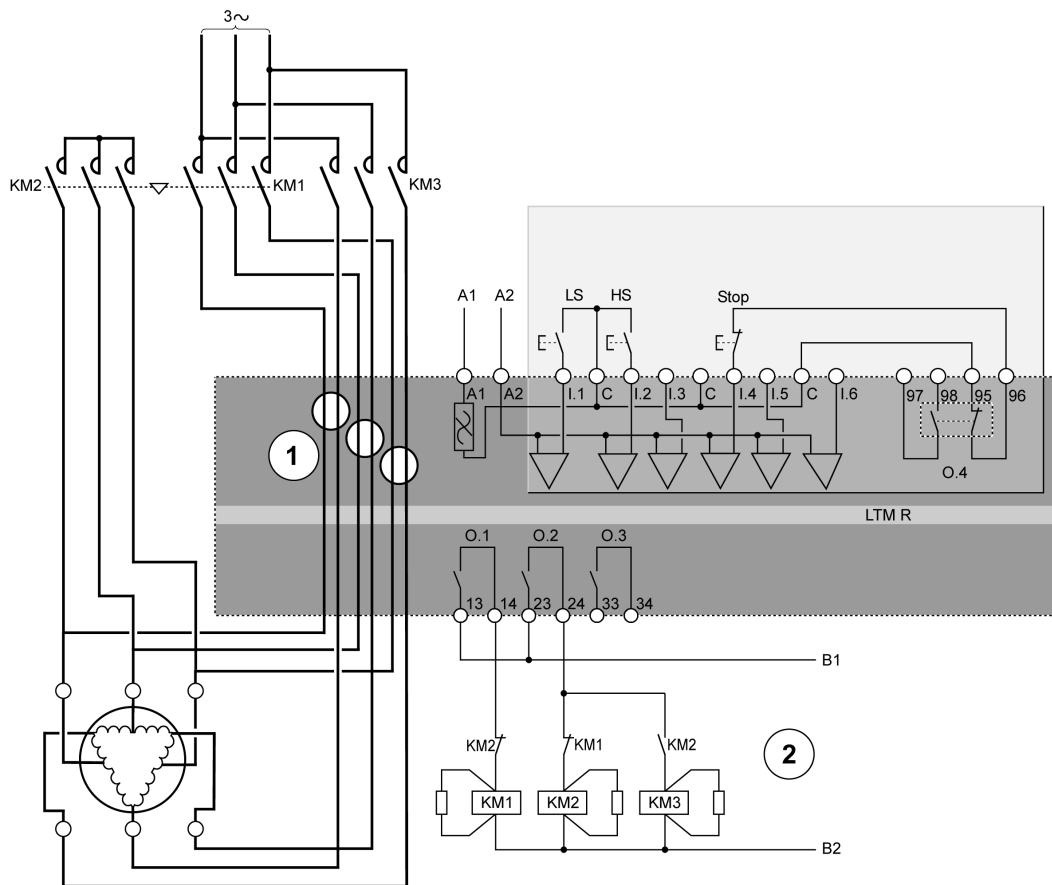 3~
KM2
KM1
KM3
A1
A2
LS
HS
Stop
A1
A2
I.1
C
I.2
I.3
C
I.4
I.5
C
I.6
97
98
95
96
O.4
1
LTM R
O.1
O.2
O.3
13
14
23
24
33
34
B1
KM2
KM1
KM2
2
KM1
KM2
KM3
B2